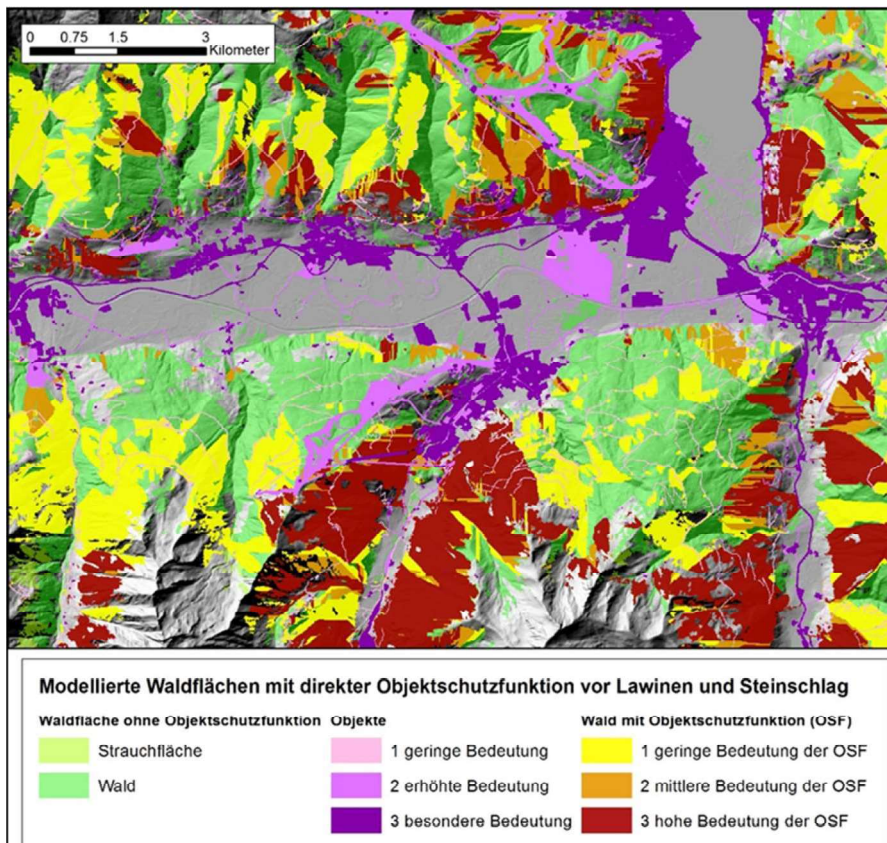 0 0.75 1.5 3
Kilometer
Modellierte Waldflächen mit direkter Objektschutzfunktion vor Lawinen und Steinschlag
Waldfläche ohne Objektschutzfunktion
Strauchfläche
Wald
Objekte
1 geringe Bedeutung
2 erhöhte Bedeutung
3 besondere Bedeutung
Wald mit Objektschutzfunktion (OSF)
1 geringe Bedeutung der OSF
2 mittlere Bedeutung der OSF
3 hohe Bedeutung der OSF